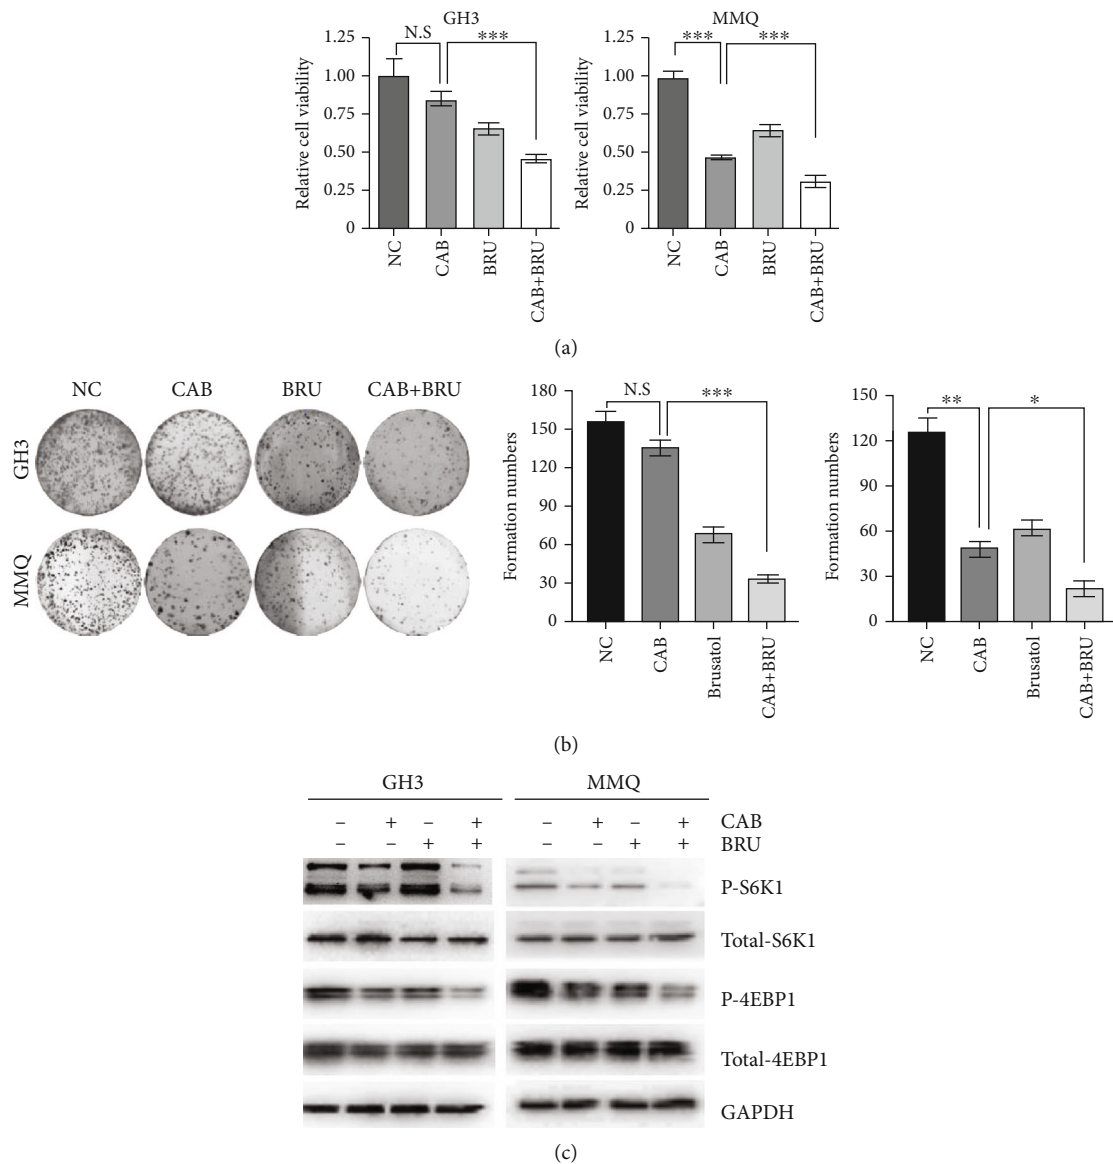 GH3
N.S
***
Relative cell viability
1.25
1.00
0.75
0.50
0.25
0
NC
CAB
BRU
CAB+BRU
MMQ
***
***
Relative cell viability
1.25
1.00
0.75
0.50
0.25
0
NC
CAB
BRU
CAB+BRU
(a)
NC CAB BRU CAB+BRU
GH3
MMQ
N.S
***
Formation numbers
180
150
120
90
60
30
0
NC
CAB
Brusatol
CAB+BRU
**
*
Formation numbers
150
120
90
60
30
0
NC
CAB
Brusatol
CAB+BRU
(b)
GH3 MMQ
– + – + – + – + CAB
– – + + – – + + BRU
P-S6K1
Total-S6K1
P-4EBP1
Total-4EBP1
GAPDH
(c)